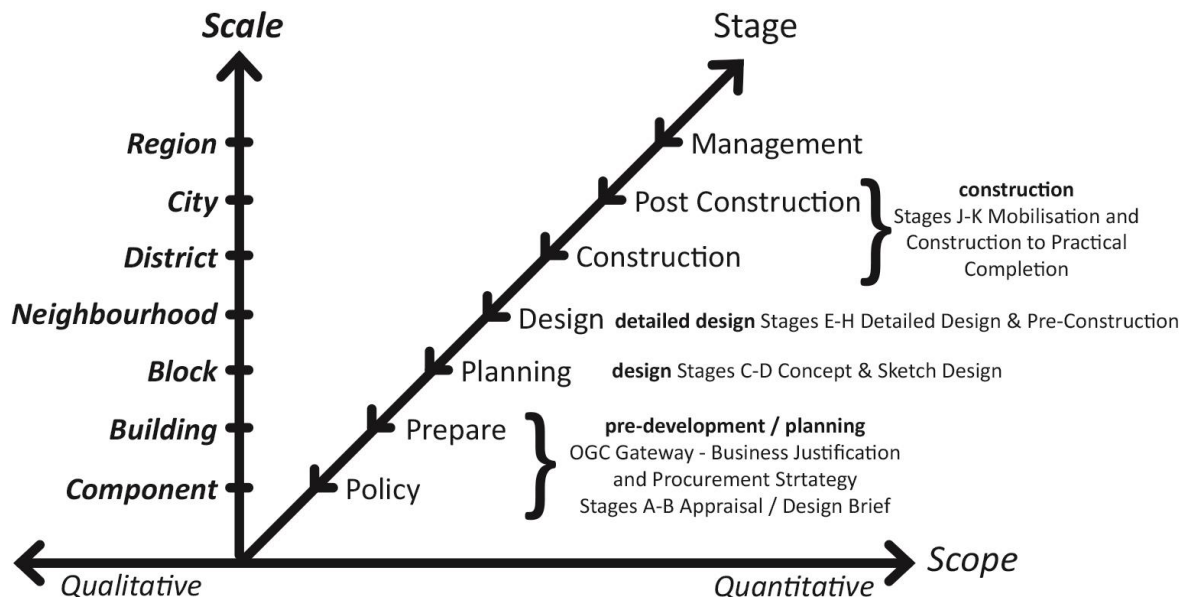 Scale
Stage
Region
Management
City
Post Construction
construction
Stages J-K Mobilisation and
Construction to Practical
Completion
District
Construction
Neighbourhood
Design
detailed design Stages E-H Detailed Design & Pre-Construction
Block
Planning
design Stages C-D Concept & Sketch Design
Building
Prepare
pre-development / planning
OGC Gateway - Business Justification
and Procurement Strtategy
Stages A-B Appraisal / Design Brief
Component
Policy
Scope
Qualitative
Quantitative